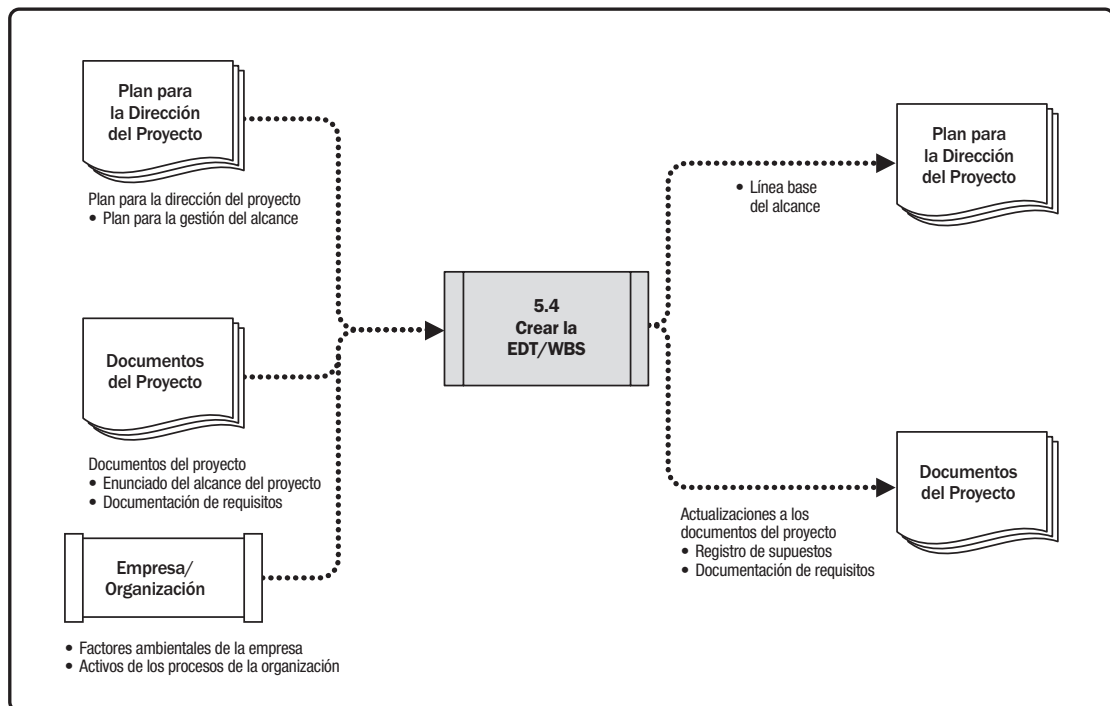 Plan para
la Dirección
del Proyecto
Plan para la dirección del proyecto
• Plan para la gestión del alcance
Documentos
del Proyecto
Documentos del proyecto
• Enunciado del alcance del proyecto
• Documentación de requisitos
Empresa/
Organización
• Factores ambientales de la empresa
• Activos de los procesos de la organización
5.4
Crear la
EDT/WBS
• Línea base
del alcance
Plan para
la Dirección
del Proyecto
Actualizaciones a los
documentos del proyecto
• Registro de supuestos
• Documentación de requisitos
Documentos
del Proyecto